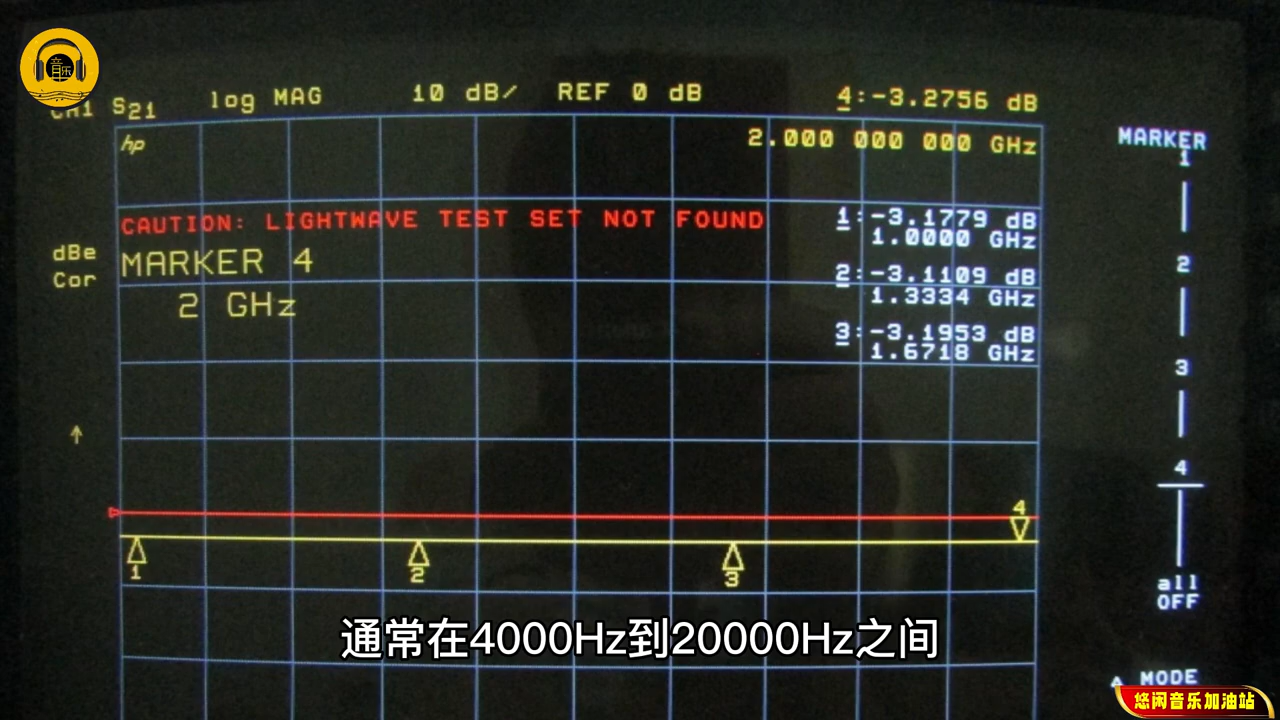 音乐
CH1 S21 log MAG 10 dB/ REF 0 dB 4:-3.2756 dB
hp 2.000 000 000 GHz
MARKER
1
CAUTION: LIGHTWAVE TEST SET NOT FOUND
1:-3.1779 dB
1.0000 GHz
dBe
Cor
MARKER 4
2 GHz
2:-3.1109 dB
1.3334 GHz
2
3:-3.1953 dB
1.6718 GHz
3
4
4
1
2
3
all
OFF
通常在4000Hz到20000Hz之间
MODE
悠闲音乐加油站